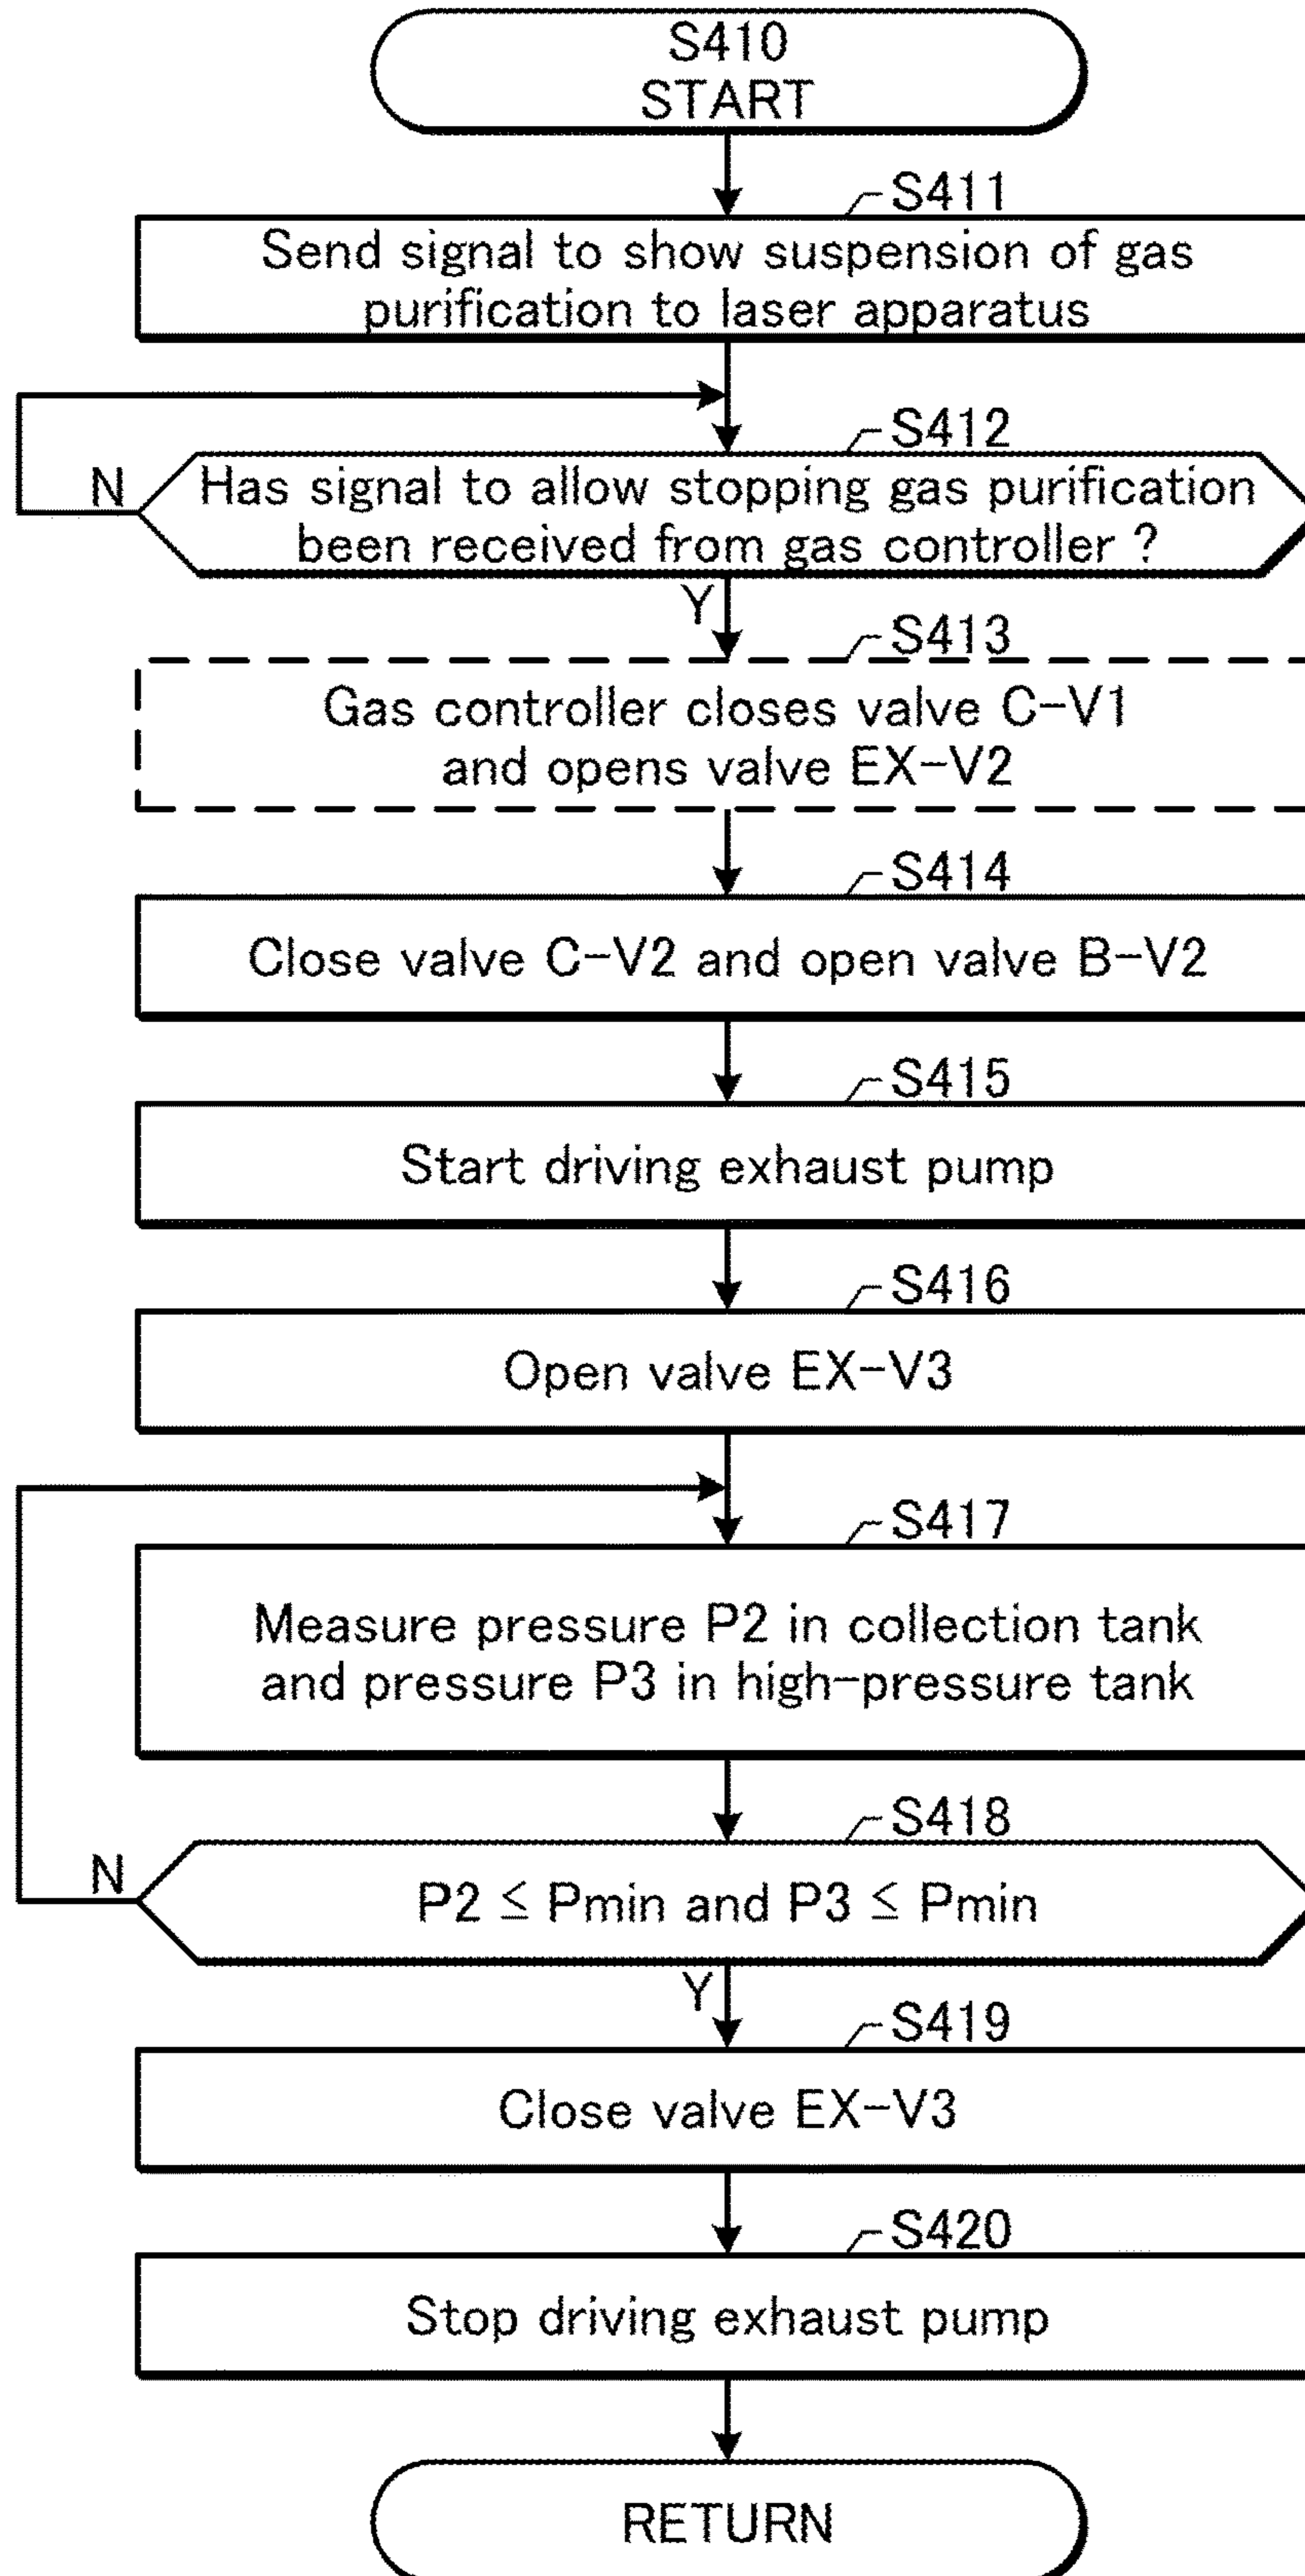 S410
START
S411
Send signal to show suspension of gas
purification to laser apparatus
S412
N
Has signal to allow stopping gas purification
been received from gas controller ?
Y
S413
Gas controller closes valve C-V1
and opens valve EX-V2
S414
Close valve C-V2 and open valve B-V2
S415
Start driving exhaust pump
S416
Open valve EX-V3
S417
Measure pressure P2 in collection tank
and pressure P3 in high-pressure tank
S418
N
P2 ≤ Pmin and P3 ≤ Pmin
Y
S419
Close valve EX-V3
S420
Stop driving exhaust pump
RETURN